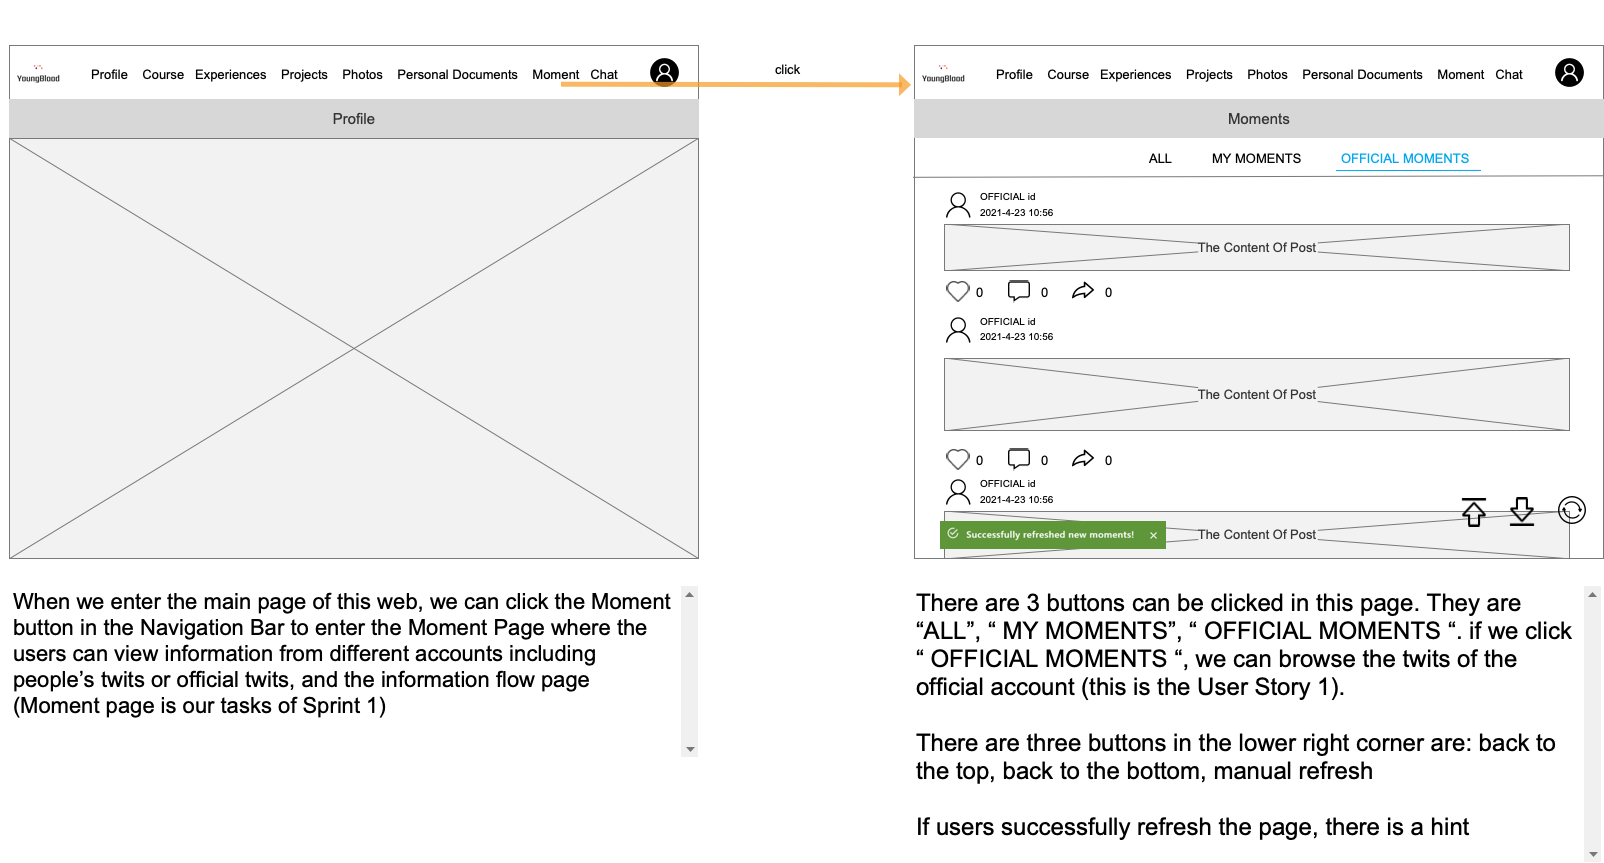 YoungBlood Profile Course Experiences Projects Photos Personal Documents Moment Chat
Profile
click
YoungBlood Profile Course Experiences Projects Photos Personal Documents Moment Chat
Moments
ALL MY MOMENTS OFFICIAL MOMENTS
OFFICIAL id
2021-4-23 10:56
The Content Of Post
0 0 0
OFFICIAL id
2021-4-23 10:56
The Content Of Post
0 0 0
OFFICIAL id
2021-4-23 10:56
The Content Of Post
Successfully refreshed new moments!
When we enter the main page of this web, we can click the Moment
button in the Navigation Bar to enter the Moment Page where the
users can view information from different accounts including
people’s twits or official twits, and the information flow page
(Moment page is our tasks of Sprint 1)
There are 3 buttons can be clicked in this page. They are
“ALL”, “ MY MOMENTS”, “ OFFICIAL MOMENTS “. if we click
“ OFFICIAL MOMENTS “, we can browse the twits of the
official account (this is the User Story 1).
There are three buttons in the lower right corner are: back to
the top, back to the bottom, manual refresh
If users successfully refresh the page, there is a hint